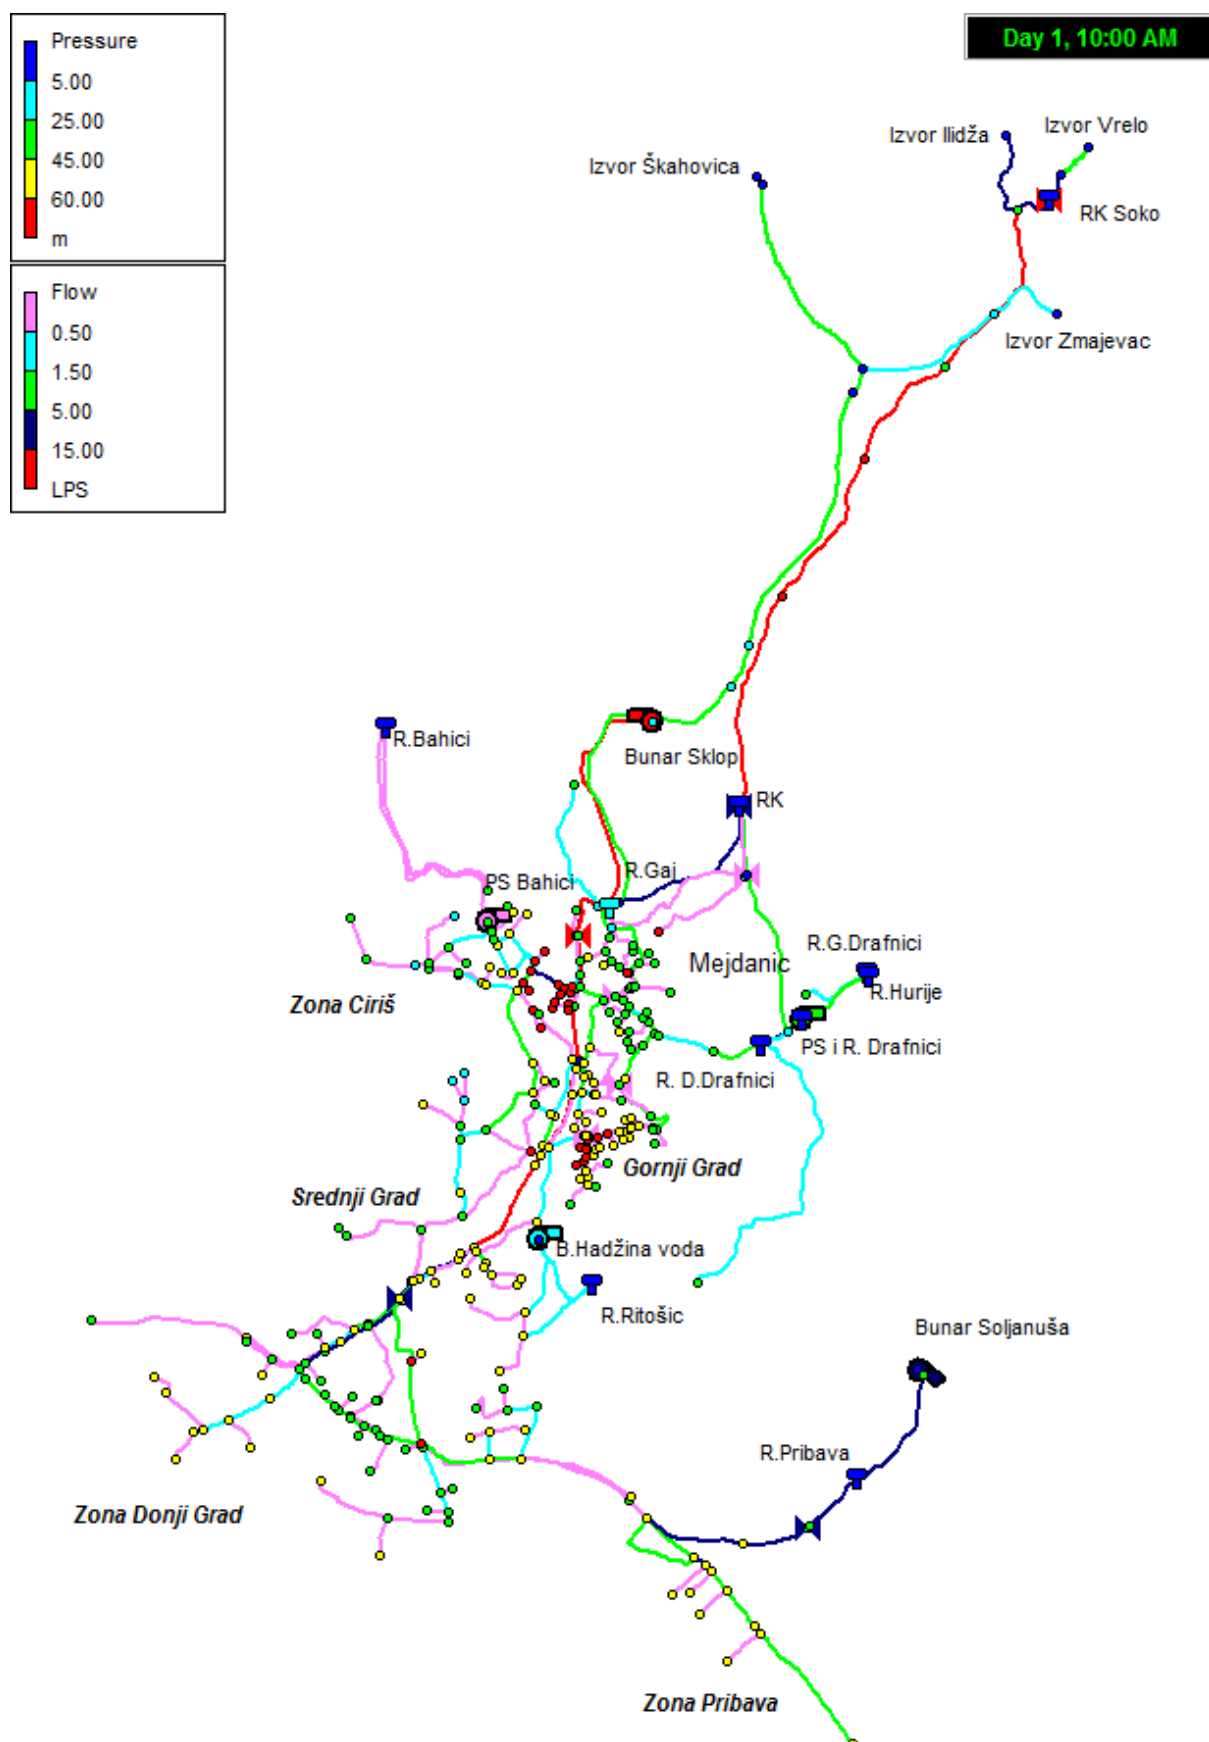 Pressure
5.00
25.00
45.00
60.00
m
Flow
0.50
1.50
5.00
15.00
LPS
Day 1, 10:00 AM
Izvor Ilidža
Izvor Vrelo
Izvor Škahovica
RK Soko
Izvor Zmajevac
R.Bahici
Bunar Sklop
RK
R.Gaj
PS Bahici
R.G.Drafnici
Mejdanic
R.Hurije
Zona Ciriš
PS i R. Drafnici
R. D.Drafnici
Gornji Grad
Srednji Grad
B.Hadžina voda
R.Ritošic
Bunar Soljanuša
R.Pribava
Zona Donji Grad
Zona Pribava